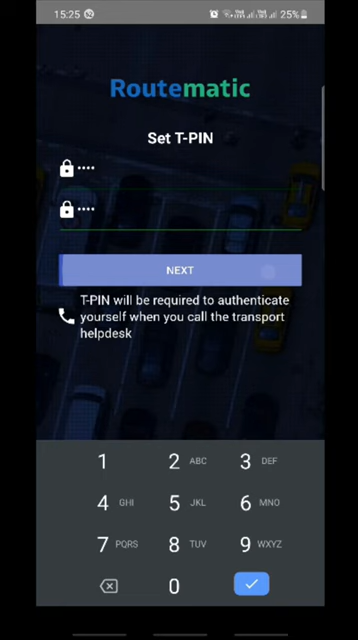 15:25 25%
Routematic
Set T-PIN
••••
••••
NEXT
T-PIN will be required to authenticate
yourself when you call the transport
helpdesk
1 2 ABC 3 DEF
4 GHI 5 JKL 6 MNO
7 PQRS 8 TUV 9 WXYZ
0